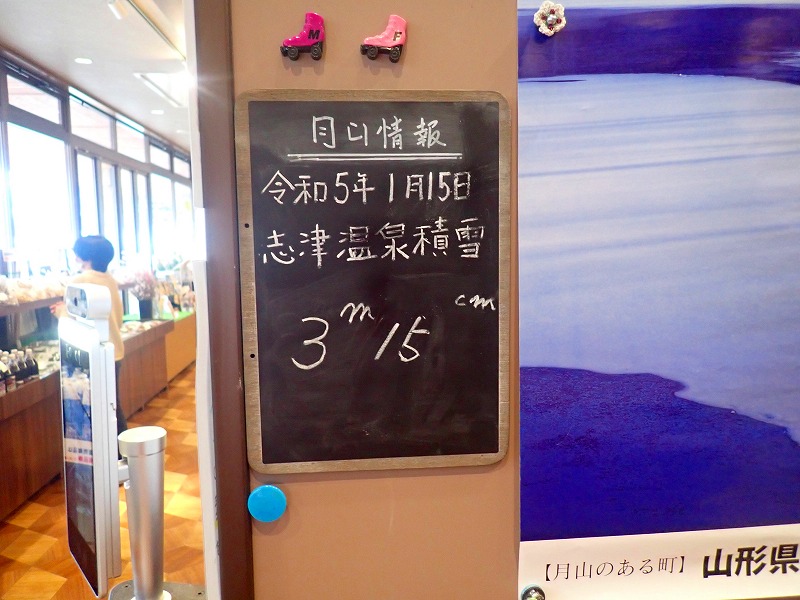 M F
月山情報
令和5年1月15日
志津温泉積雪
3m 15cm
【月山のある町】 山形県